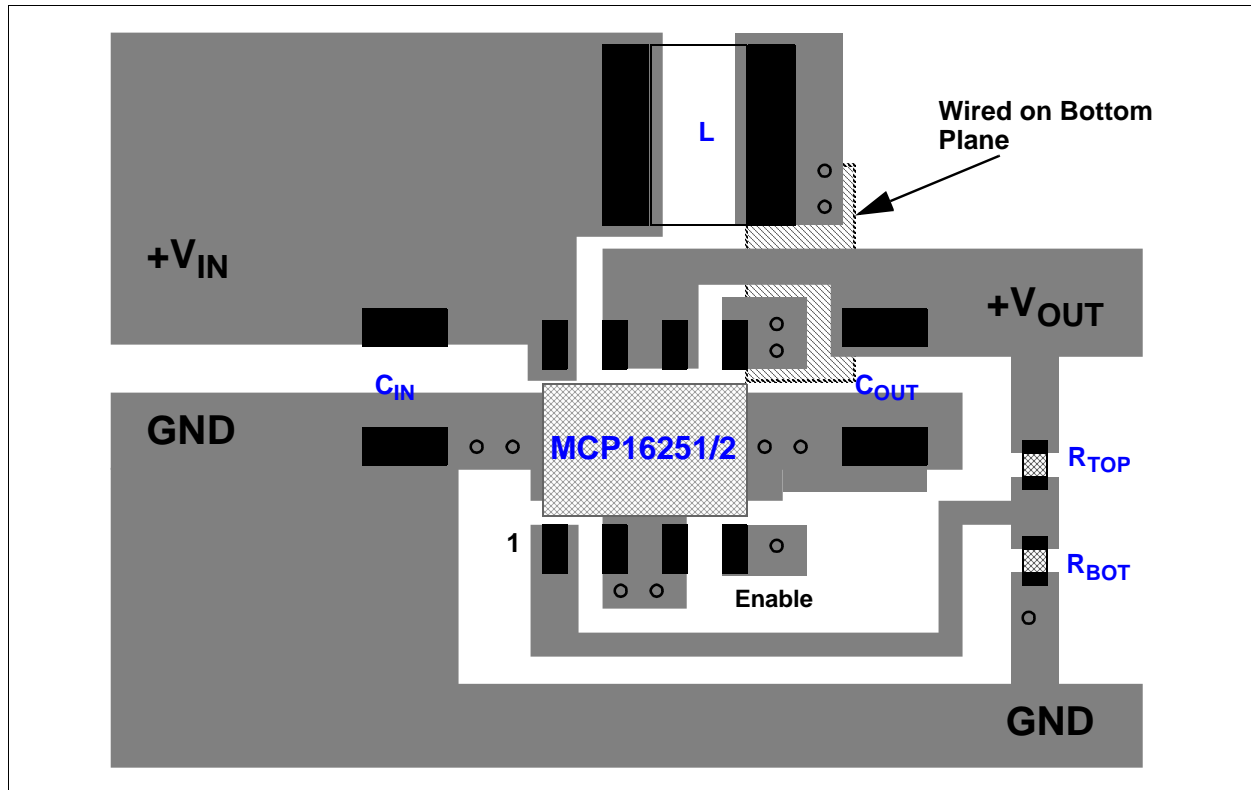 L
Wired on Bottom
Plane
+VIN
+VOUT
CIN
COUT
GND
MCP16251/2
RTOP
1
RBOT
Enable
GND